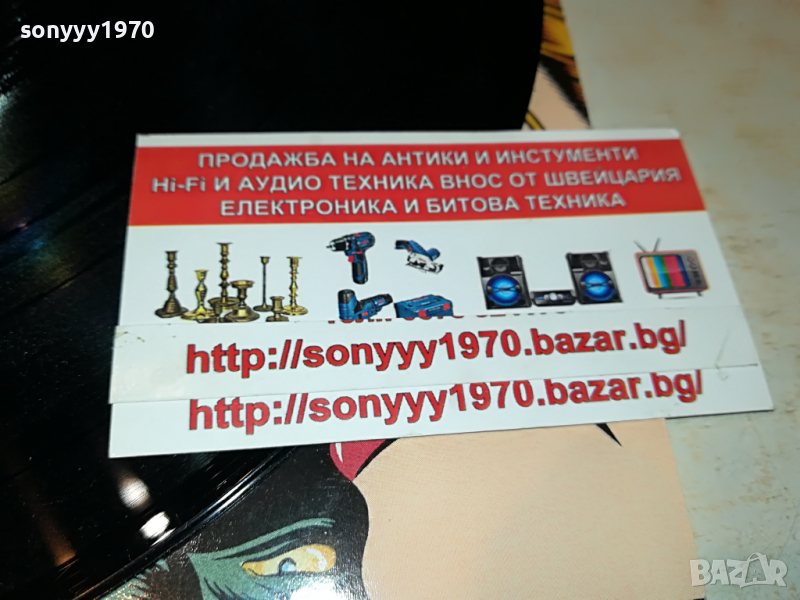 sonyyy1970
ПРОДАЖБА НА АНТИКИ И ИНСТУМЕНТИ
Hi-Fi И АУДИО ТЕХНИКА ВНОС ОТ ШВЕИЦАРИЯ
ЕЛЕКТРОНИКА И БИТОВА ТЕХНИКА
http://sonyyy1970.bazar.bg/
http://sonyyy1970.bazar.bg/
BAZAR